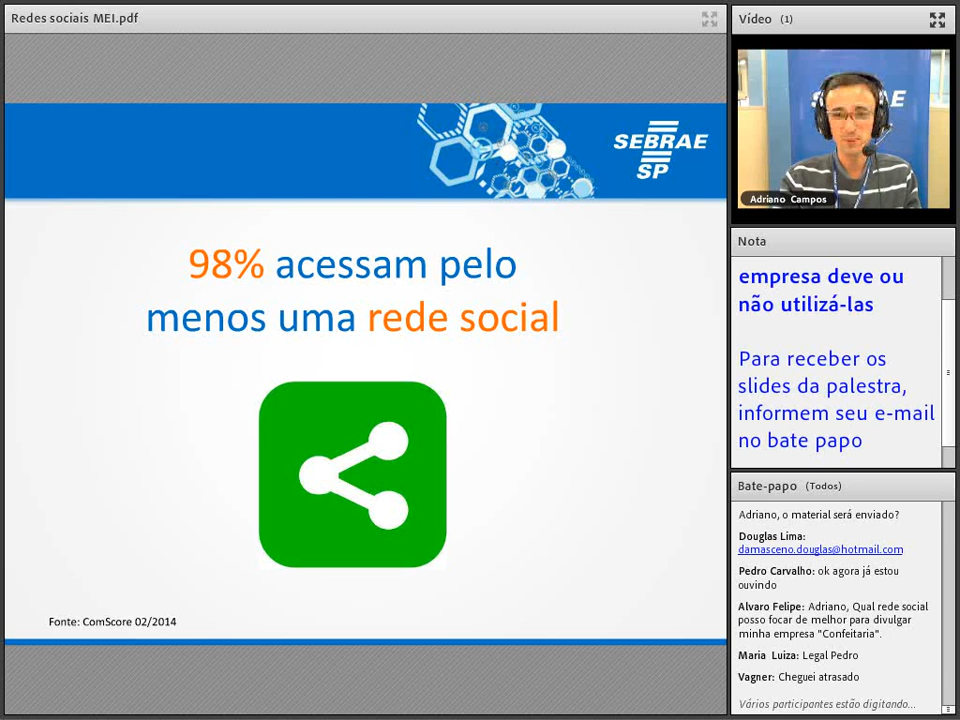 Redes sociais MEI.pdf
SEBRAE
SP
98% acessam pelo
menos uma rede social
Fonte: ComScore 02/2014
Vídeo (1)
Adriano Campos
Nota
empresa deve ou
não utilizá-las
Para receber os
slides da palestra,
informem seu e-mail
no bate papo
Bate-papo (Todos)
Adriano, o material será enviado?
Douglas Lima:
damasceno.douglas@hotmail.com
Pedro Carvalho: ok agora já estou
ouvindo
Alvaro Felipe: Adriano, Qual rede social
posso focar de melhor para divulgar
minha empresa "Confeitaria".
Maria Luiza: Legal Pedro
Vagner: Cheguei atrasado
Vários participantes estão digitando...